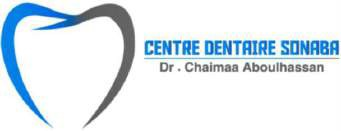 CENTRE DENTAIRE SONABA
Dr . Chaimaa Aboulhassan